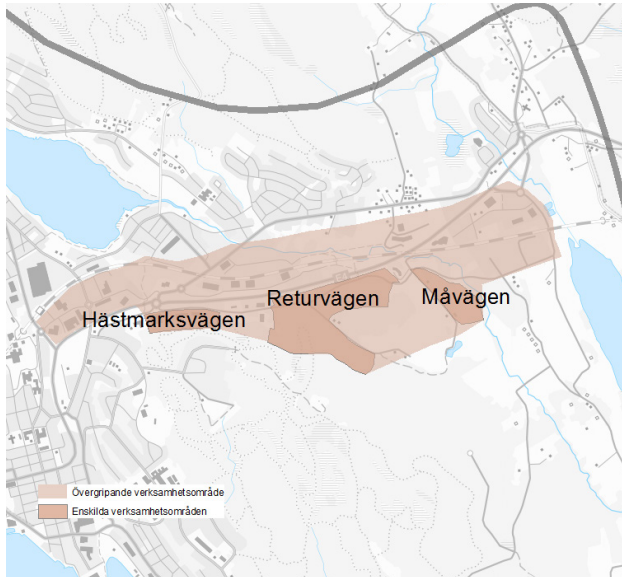 Returvägen
Måvägen
Hästmarksvägen
Övergripande verksamhetsområde
Enskilda verksamhetsområden